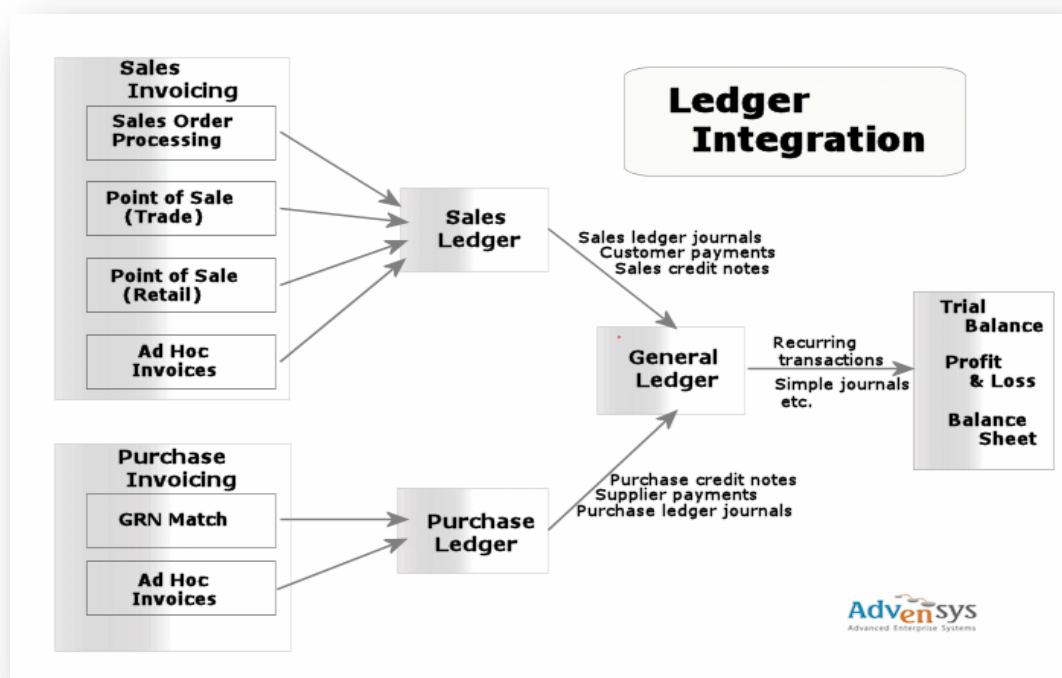 Sales
Invoicing
Sales Order
Processing
Point of Sale
(Trade)
Point of Sale
(Retail)
Ad Hoc
Invoices
Sales
Ledger
Ledger
Integration
Sales ledger journals
Customer payments
Sales credit notes
General
Ledger
Recurring
transactions
Simple journals
etc.
Trial
Balance
Profit
& Loss
Balance
Sheet
Purchase
Invoicing
GRN Match
Ad Hoc
Invoices
Purchase
Ledger
Purchase credit notes
Supplier payments
Purchase ledger journals
Advensys
Advanced Enterprise Systems